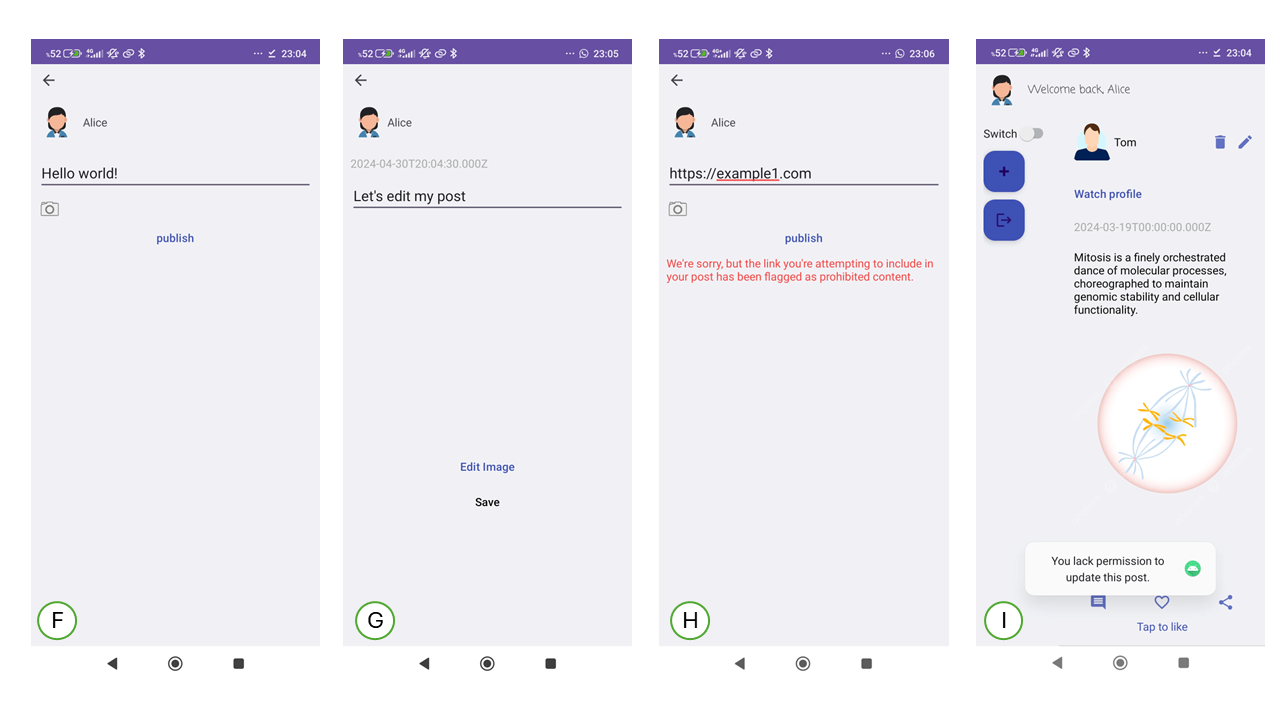 %52 4G ... 23:04
Alice
Hello world!
publish
F
%52 4G ... 23:05
Alice
2024-04-30T20:04:30.000Z
Let's edit my post
Edit Image
Save
G
%52 4G+ ... 23:06
Alice
https://example1.com
publish
We're sorry, but the link you're attempting to include in
your post has been flagged as prohibited content.
H
%52 4G ... 23:04
Welcome back, Alice
Switch
Tom
+
Watch profile
2024-03-19T00:00:00.000Z
Mitosis is a finely orchestrated
dance of molecular processes,
choreographed to maintain
genomic stability and cellular
functionality.
You lack permission to
update this post.
Tap to like
I